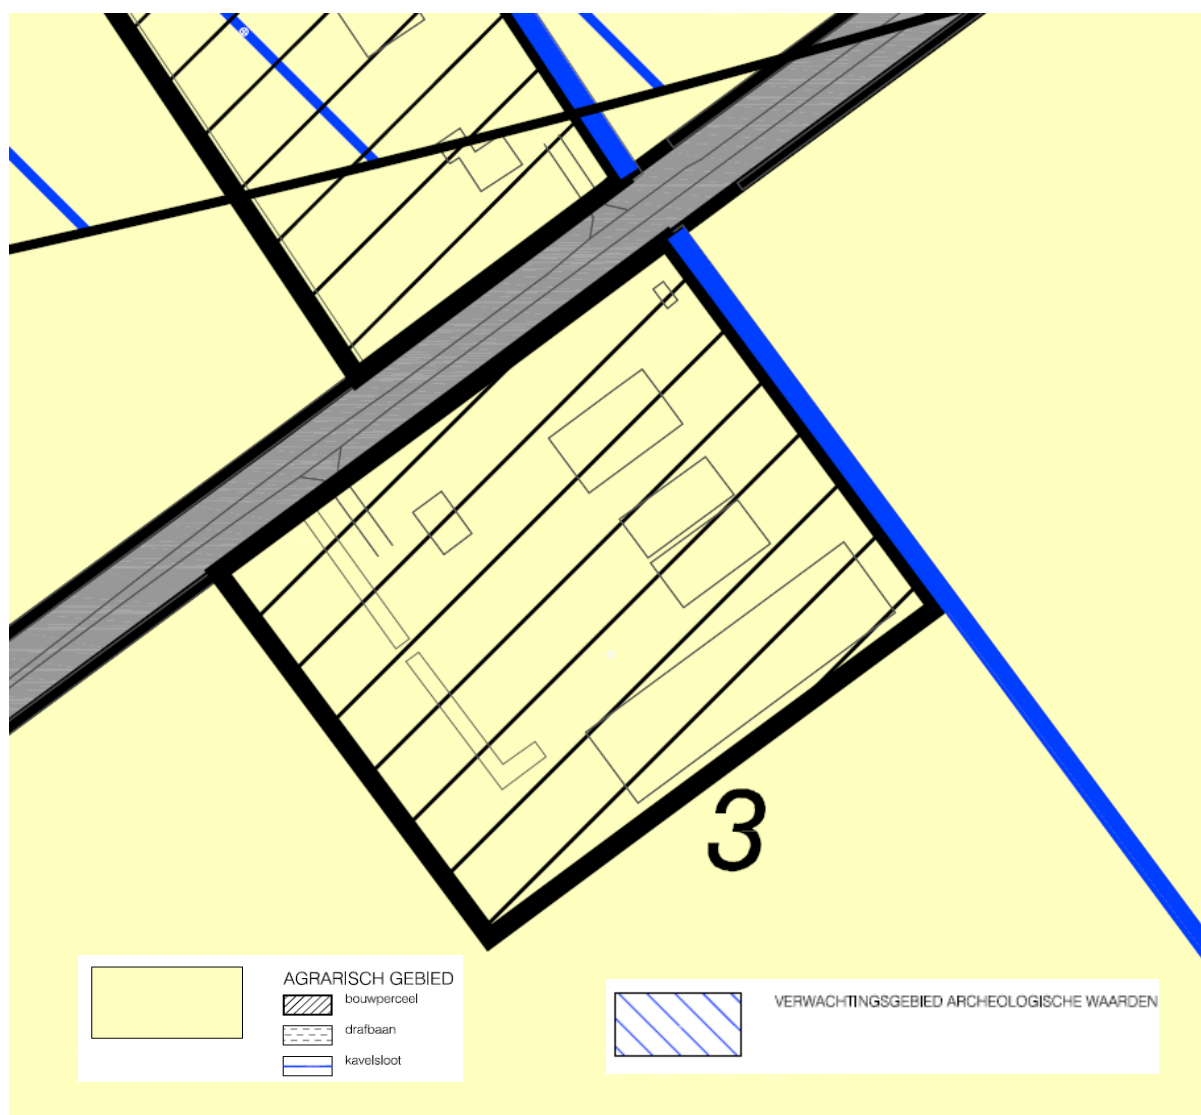 3
AGRARISCH GEBIED
bouwperceel
drafbaan
kavelsloot
VERWACHTINGSGEBIED ARCHEOLOGISCHE WAARDEN